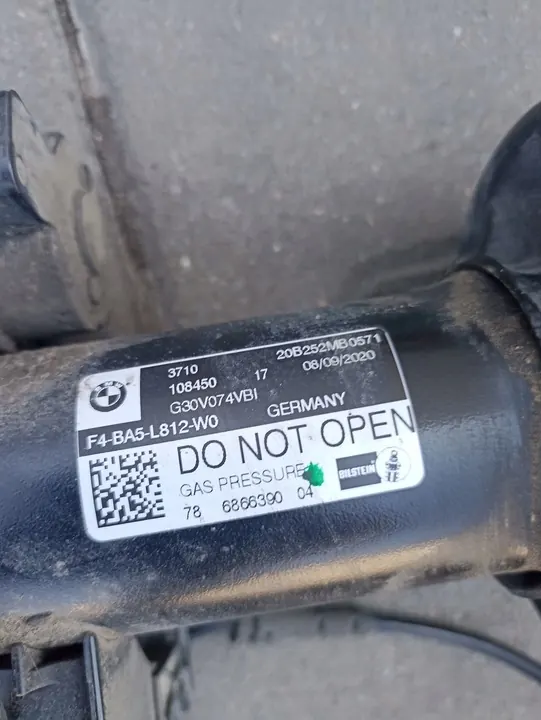 3710
20B252MB0571
108450 17 08/09/2020
G30V074VBI
GERMANY
F4-BA5-L812-W0
DO NOT OPEN
GAS PRESSURE
BILSTEIN
78 6866390 04